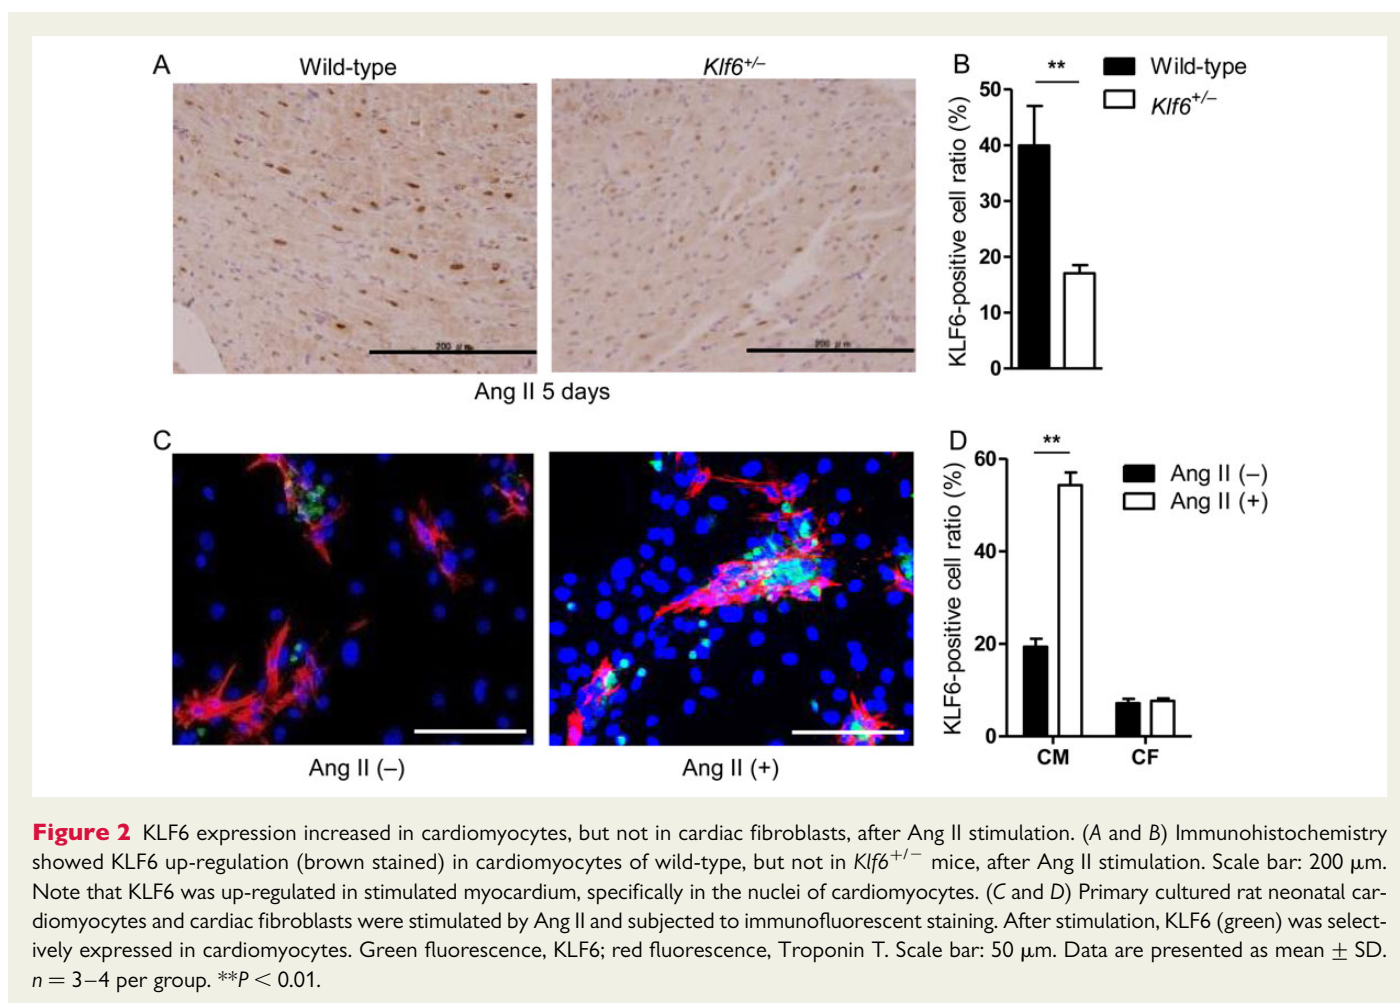 A
Wild-type
Klf6+/–
200 μm
200 μm
Ang II 5 days
B
**
Wild-type
Klf6+/–
KLF6-positive cell ratio (%)
50
40
30
20
10
0
C
Ang II (–)
Ang II (+)
D
**
Ang II (–)
Ang II (+)
KLF6-positive cell ratio (%)
60
40
20
0
CM
CF
Figure 2 KLF6 expression increased in cardiomyocytes, but not in cardiac fibroblasts, after Ang II stimulation. (A and B) Immunohistochemistry
showed KLF6 up-regulation (brown stained) in cardiomyocytes of wild-type, but not in Klf6+/− mice, after Ang II stimulation. Scale bar: 200 μm.
Note that KLF6 was up-regulated in stimulated myocardium, specifically in the nuclei of cardiomyocytes. (C and D) Primary cultured rat neonatal car-
diomyocytes and cardiac fibroblasts were stimulated by Ang II and subjected to immunofluorescent staining. After stimulation, KLF6 (green) was select-
ively expressed in cardiomyocytes. Green fluorescence, KLF6; red fluorescence, Troponin T. Scale bar: 50 μm. Data are presented as mean ± SD.
n = 3–4 per group. **P < 0.01.